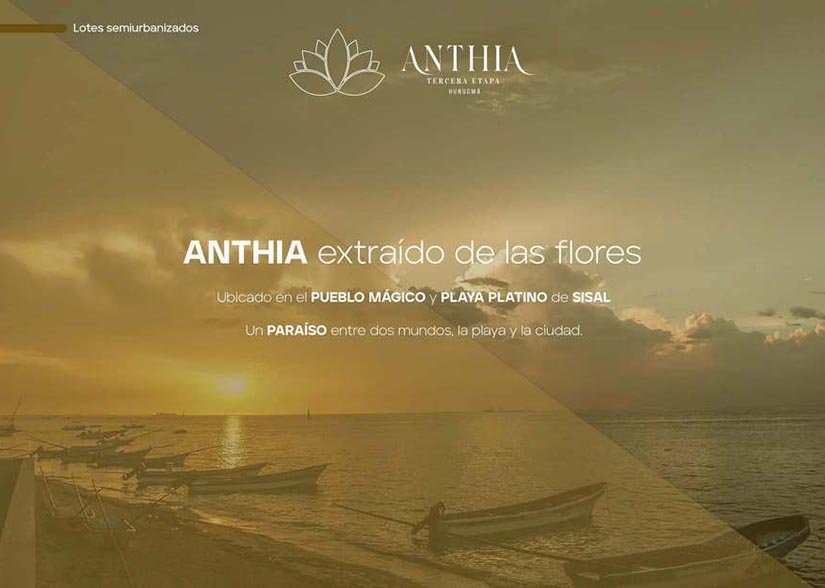 Lotes semiurbanizados
ANTHIA
TERCERA ETAPA
HUNUCMÁ
ANTHIA extraído de las flores
Ubicado en el PUEBLO MÁGICO y PLAYA PLATINO de SISAL
Un PARAÍSO entre dos mundos, la playa y la ciudad.